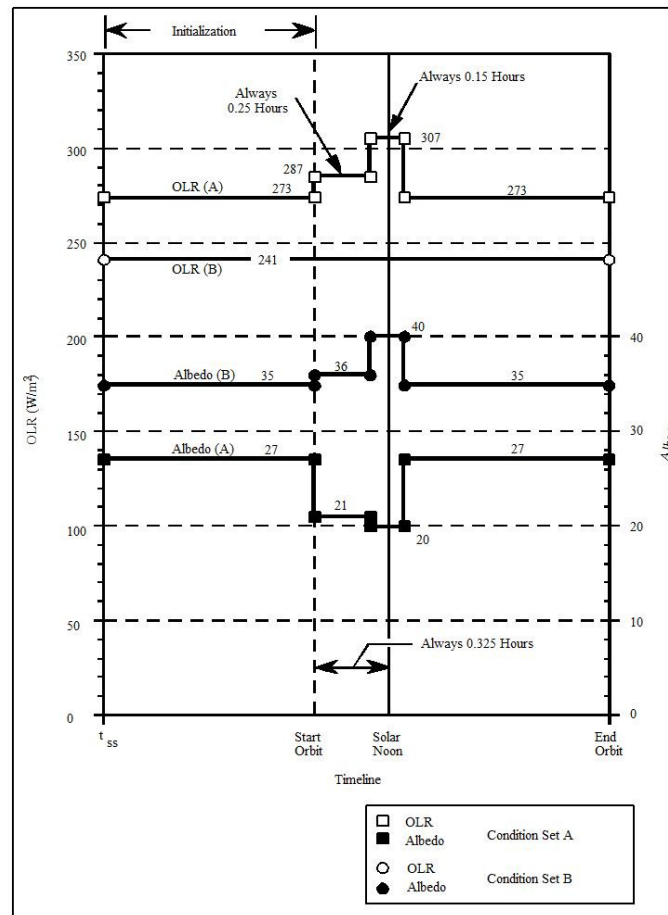 Initialization
350
Always 0.15 Hours
Always
0.25 Hours
300
307
287
OLR (A)
273
273
250
OLR (B)
241
200
40
40
Albedo (B)
35
36
35
OLR (W/m²)
150
30
Albedo (A)
27
27
21
100
20
20
50
10
Always 0.325 Hours
0
0
t ss
Start
Orbit
Solar
Noon
End
Orbit
Timeline
OLR
Albedo
Condition Set A
OLR
Albedo
Condition Set B